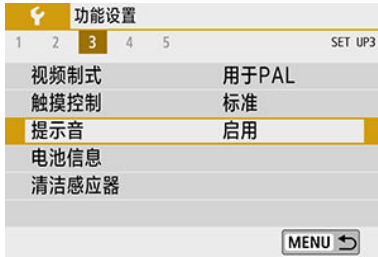 功能设置
1 2 3 4 5 SET UP3
视频制式 用于PAL
触摸控制 标准
提示音 启用
电池信息
清洁感应器
MENU